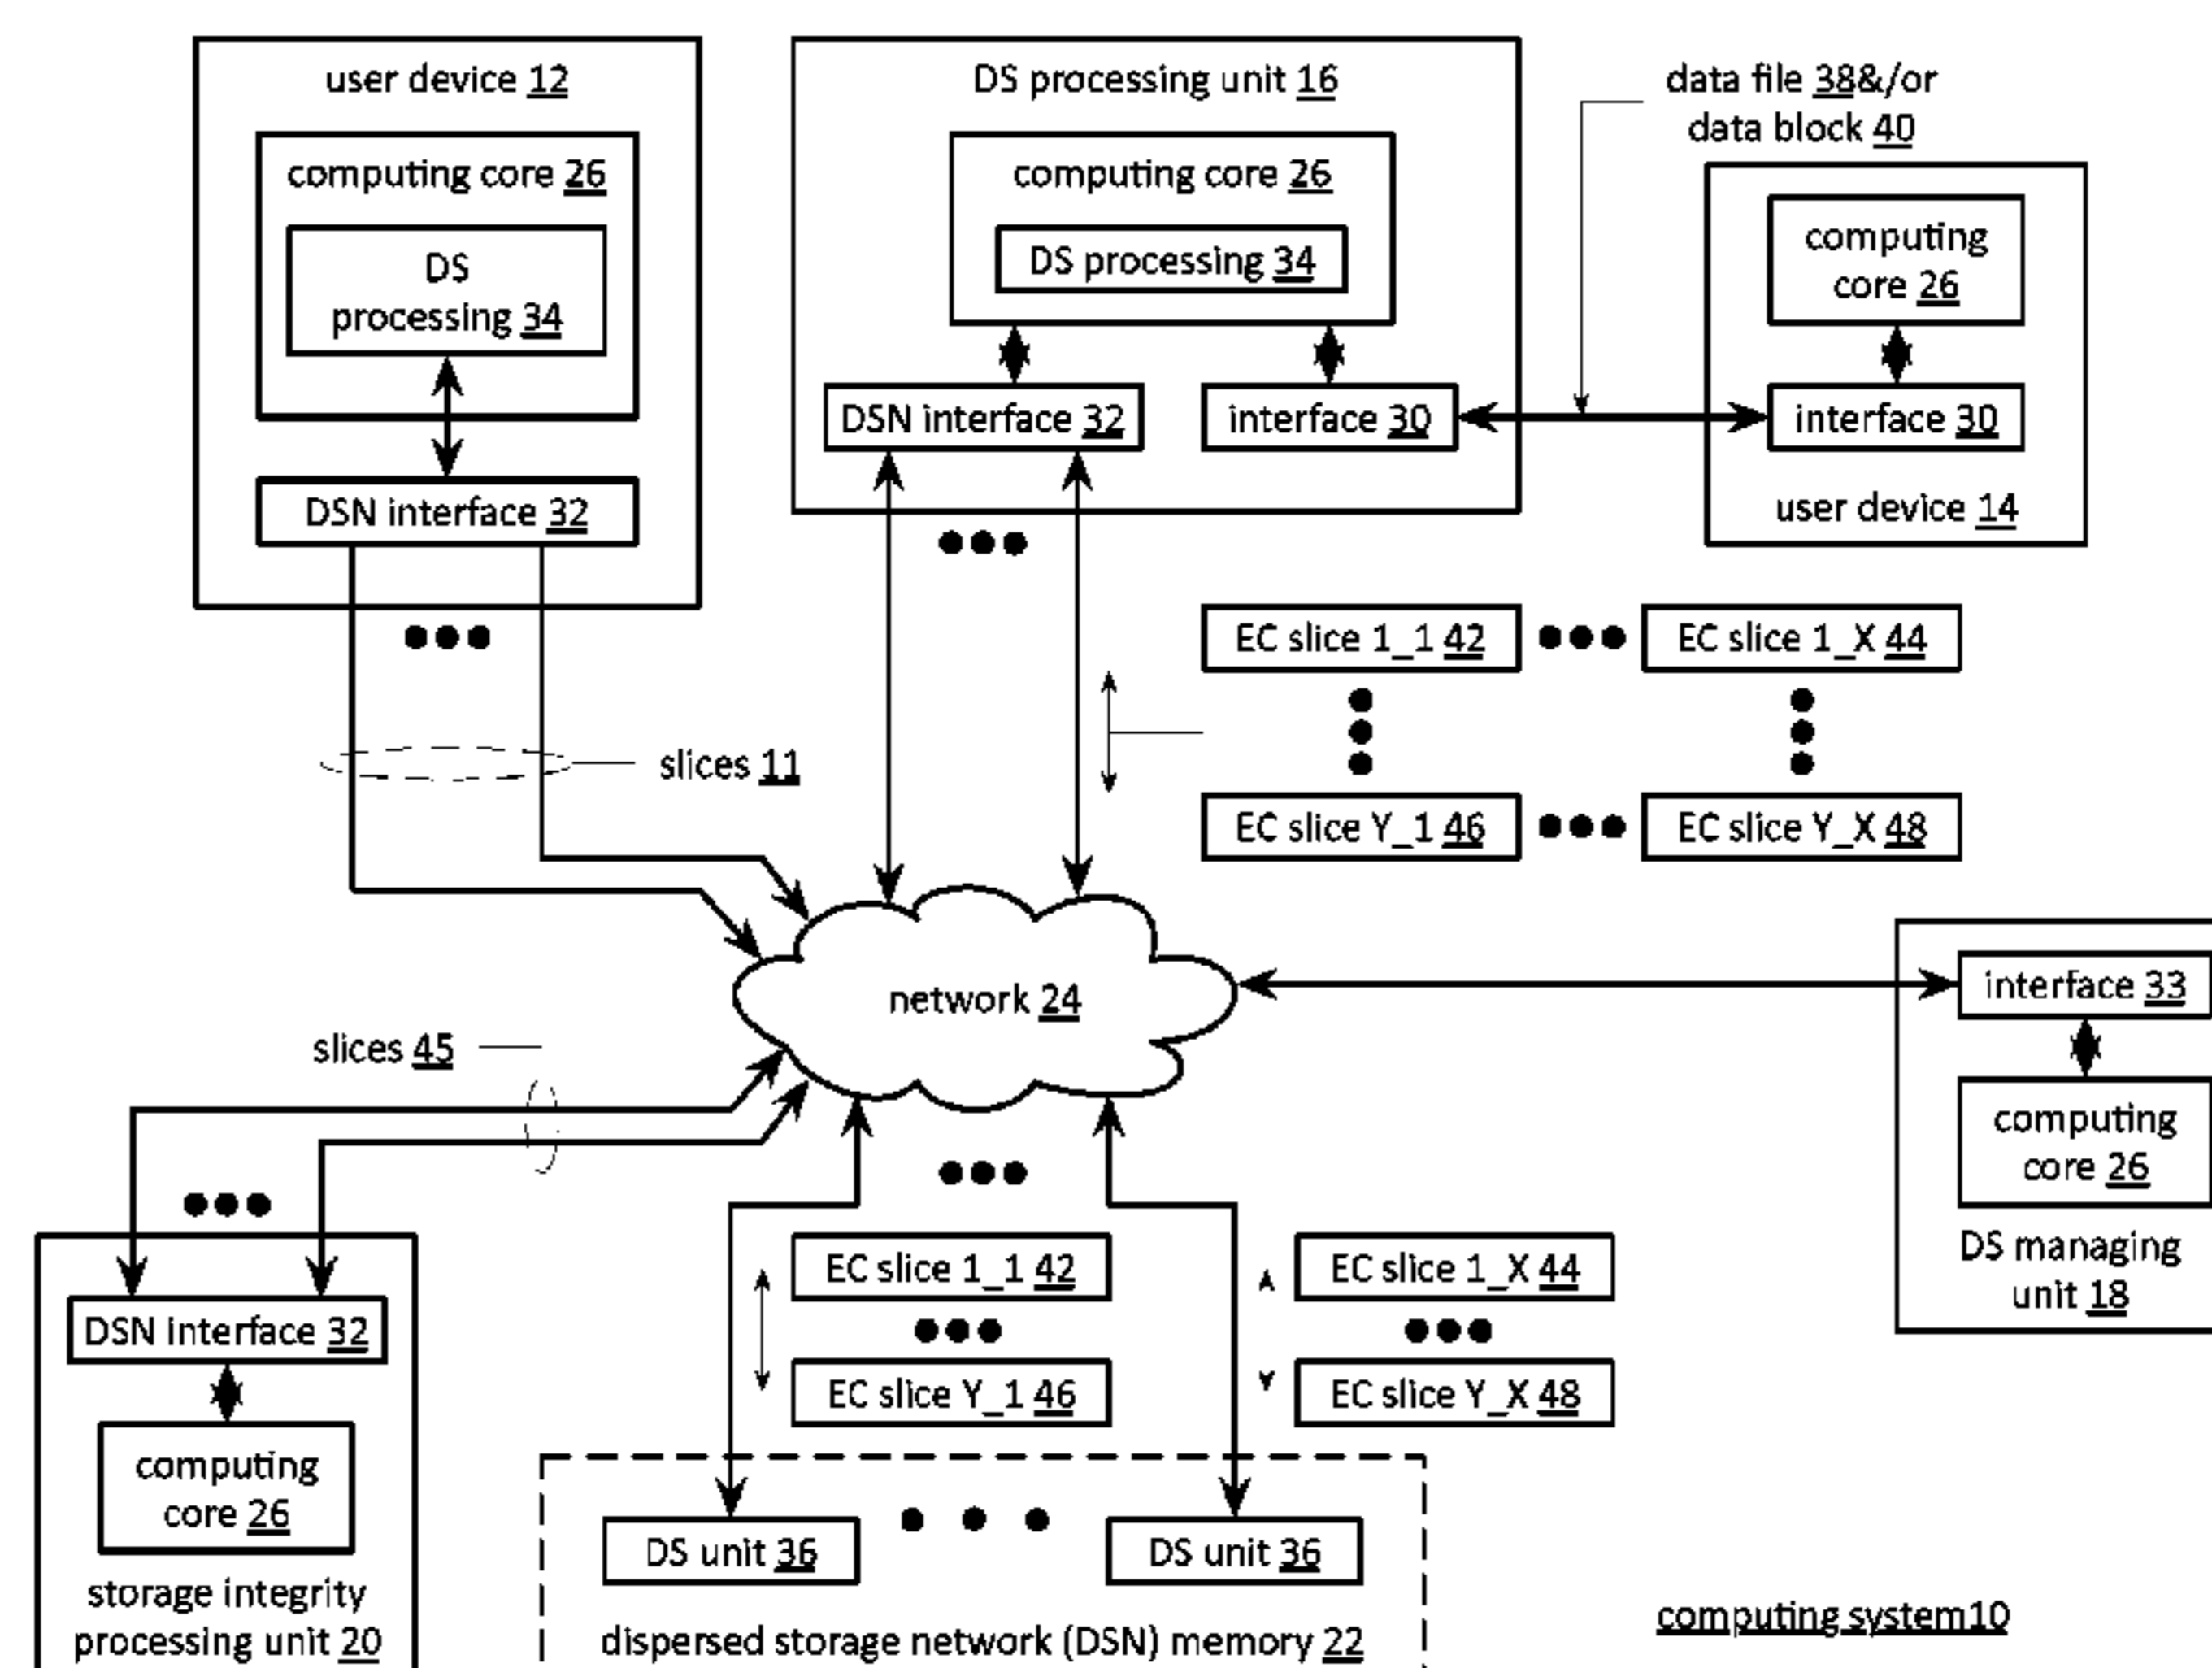 user device 12
computing core 26
DS
processing 34
DSN interface 32
DS processing unit 16
computing core 26
DS processing 34
DSN interface 32
interface 30
data file 38&/or
data block 40
computing
core 26
interface 30
user device 14
EC slice 1_1 42
EC slice 1_X 44
EC slice Y_1 46
EC slice Y_X 48
slices 11
network 24
interface 33
computing
core 26
DS managing
unit 18
slices 45
DSN interface 32
computing
core 26
storage integrity
processing unit 20
EC slice 1_1 42
EC slice Y_1 46
EC slice 1_X 44
EC slice Y_X 48
DS unit 36
DS unit 36
dispersed storage network (DSN) memory 22
computing system10